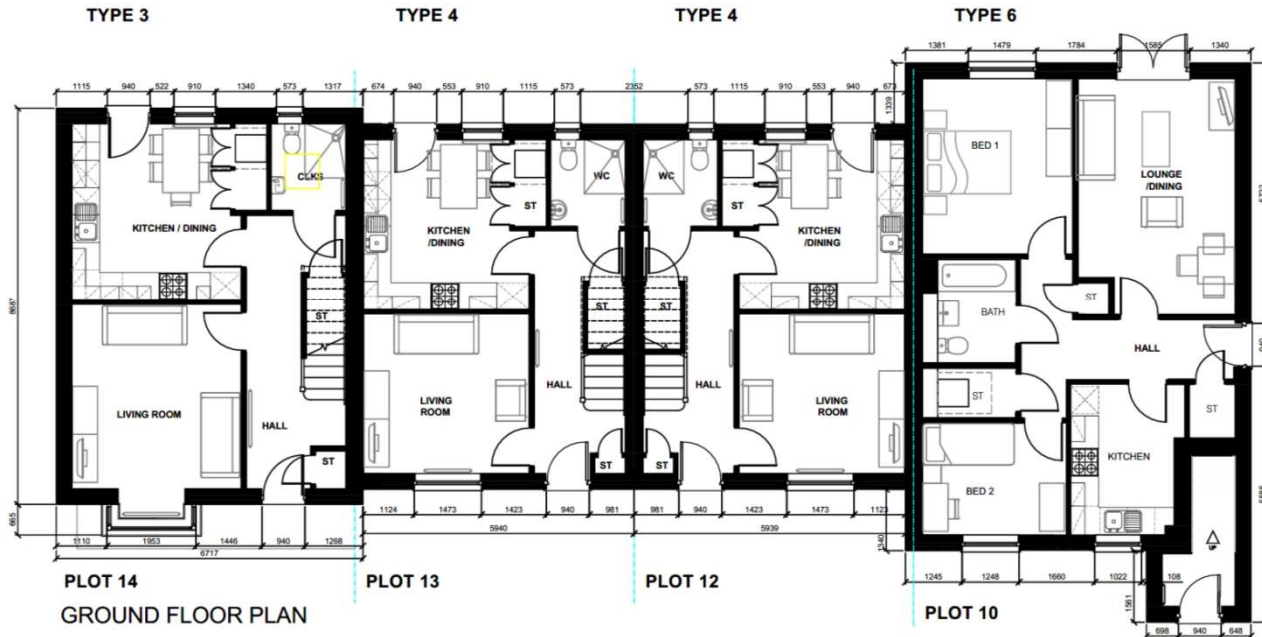 TYPE 3 TYPE 4 TYPE 4 TYPE 6
1381 1479 1784 1585 1340
1115 940 522 910 1340 573 1317 674 940 553 910 1115 573 2352 573 1115 910 553 940 673
1339
BED 1
LOUNGE
/DINING
CLKS
WC
WC
ST
ST
KITCHEN / DINING
KITCHEN
/DINING
KITCHEN
/DINING
8687
ST
ST
ST
ST
BATH
HALL
940
ST
ST
LIVING ROOM
HALL
ST
LIVING
ROOM
HALL
ST
ST
HALL
LIVING
ROOM
BED 2
KITCHEN
UP
665
1124 1473 1423 940 981 981 940 1423 1473 1123
5940 5939
1340
1110 1953 1446 940 1268
6717
1245 1248 1660 1022 108
1561
698 940 648
PLOT 14 PLOT 13 PLOT 12 PLOT 10
GROUND FLOOR PLAN